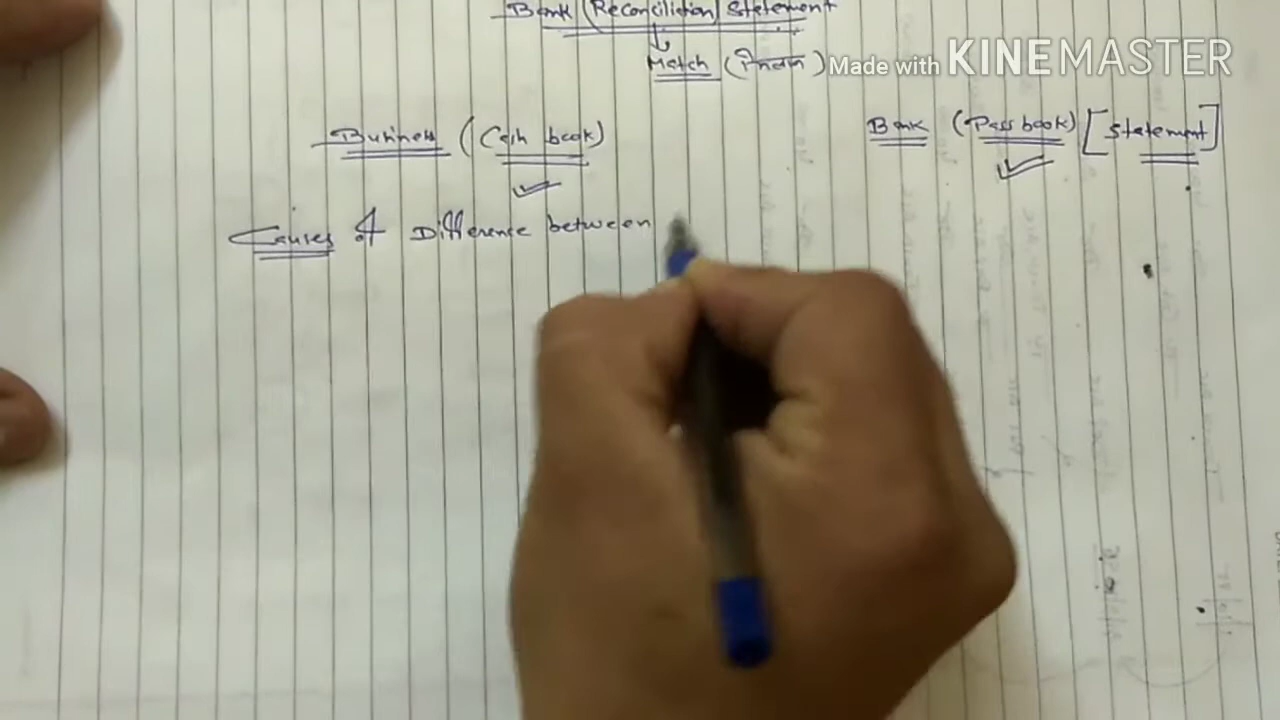 Bank (Reconciliation) Statement
Match (मिलान)
Made with KINEMASTER
Business (Cash book)
Bank (Pass book) [Statement]
Causes of Difference between